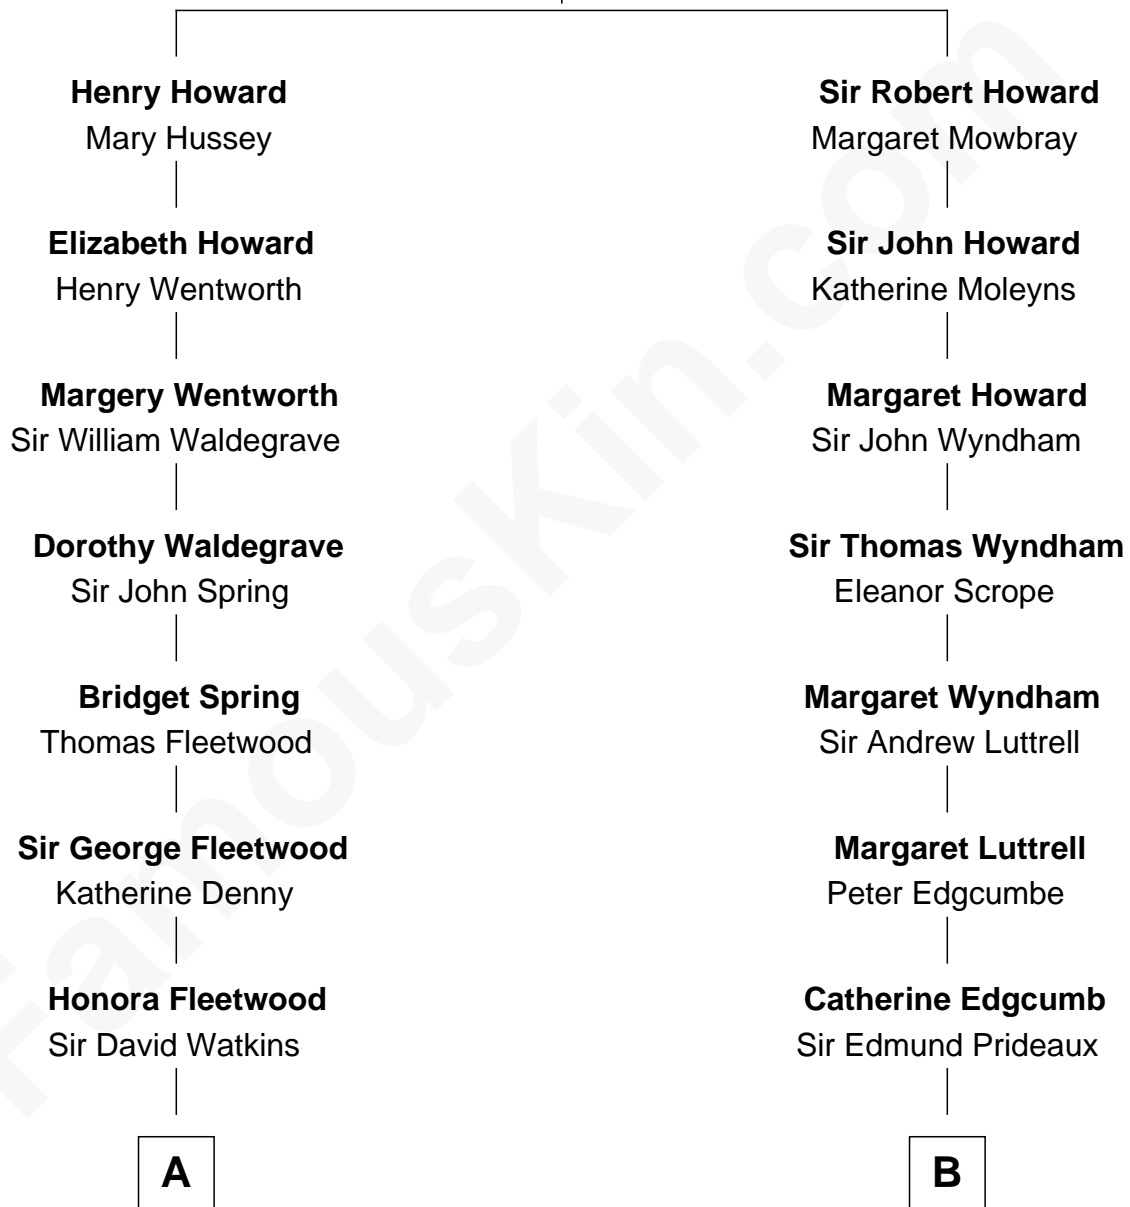 Henry Howard
Mary Hussey
Elizabeth Howard
Henry Wentworth
Margery Wentworth
Sir William Waldegrave
Dorothy Waldegrave
Sir John Spring
Bridget Spring
Thomas Fleetwood
Sir George Fleetwood
Katherine Denny
Honora Fleetwood
Sir David Watkins
A
Sir Robert Howard
Margaret Mowbray
Sir John Howard
Katherine Moleyns
Margaret Howard
Sir John Wyndham
Sir Thomas Wyndham
Eleanor Scrope
Margaret Wyndham
Sir Andrew Luttrell
Margaret Luttrell
Peter Edgcumbe
Catherine Edgcumb
Sir Edmund Prideaux
B
FamousKin.com